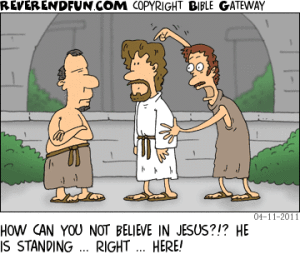 REVERENDFUN.COM COPYRIGHT BIBLE GATEWAY
04-11-2011
HOW CAN YOU NOT BELIEVE IN JESUS?!? HE
IS STANDING ... RIGHT ... HERE!